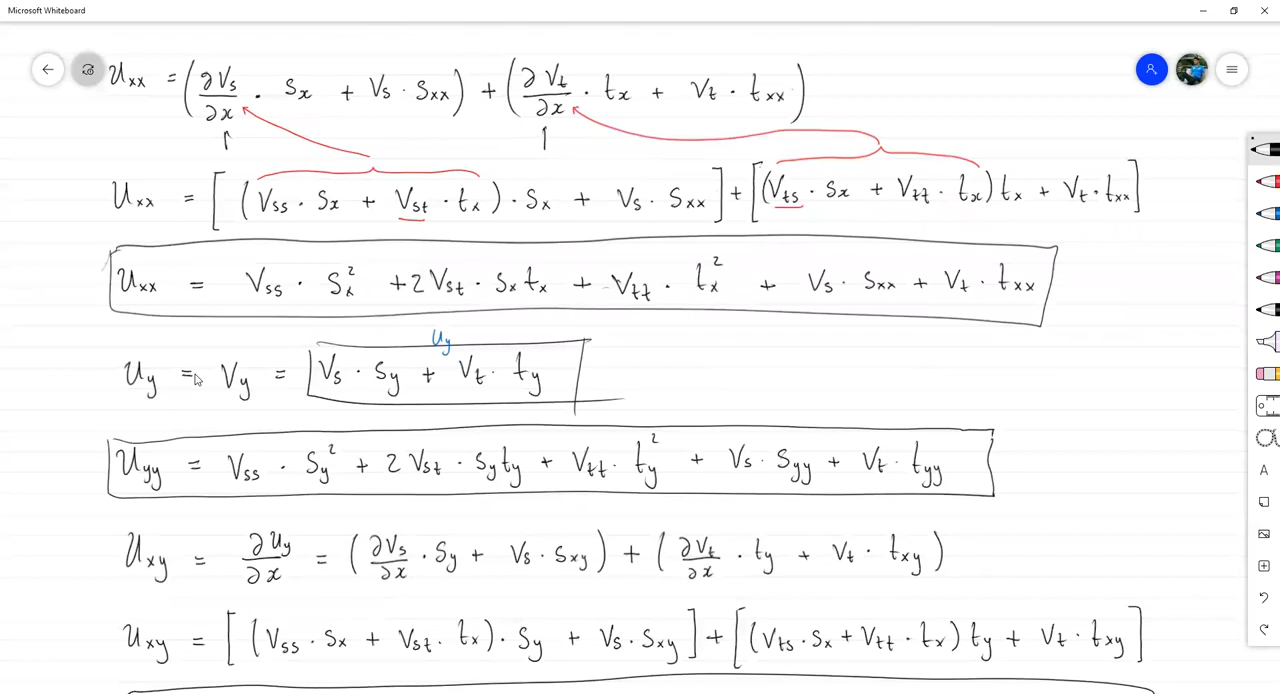 Microsoft Whiteboard
Uxx = (∂Vs/∂x · Sx + Vs · Sxx) + (∂Vt/∂x · tx + Vt · txx)
Uxx = [(Vss · Sx + Vst · tx) · Sx + Vs · Sxx] + [(Vts · Sx + Vtt · tx) tx + Vt · txx]
Uxx = Vss · Sx² + 2Vst · Sx tx + Vtt · tx² + Vs · Sxx + Vt · txx
Uy
Uy = Vy = Vs · Sy + Vt · ty
Uyy = Vss · Sy² + 2Vst · Sy ty + Vtt · ty² + Vs · Syy + Vt · tyy
Uxy = ∂Uy/∂x = (∂Vs/∂x · Sy + Vs · Sxy) + (∂Vt/∂x · ty + Vt · txy)
Uxy = [(Vss · Sx + Vst · tx) · Sy + Vs · Sxy] + [(Vts · Sx + Vtt · tx) ty + Vt · txy]
A